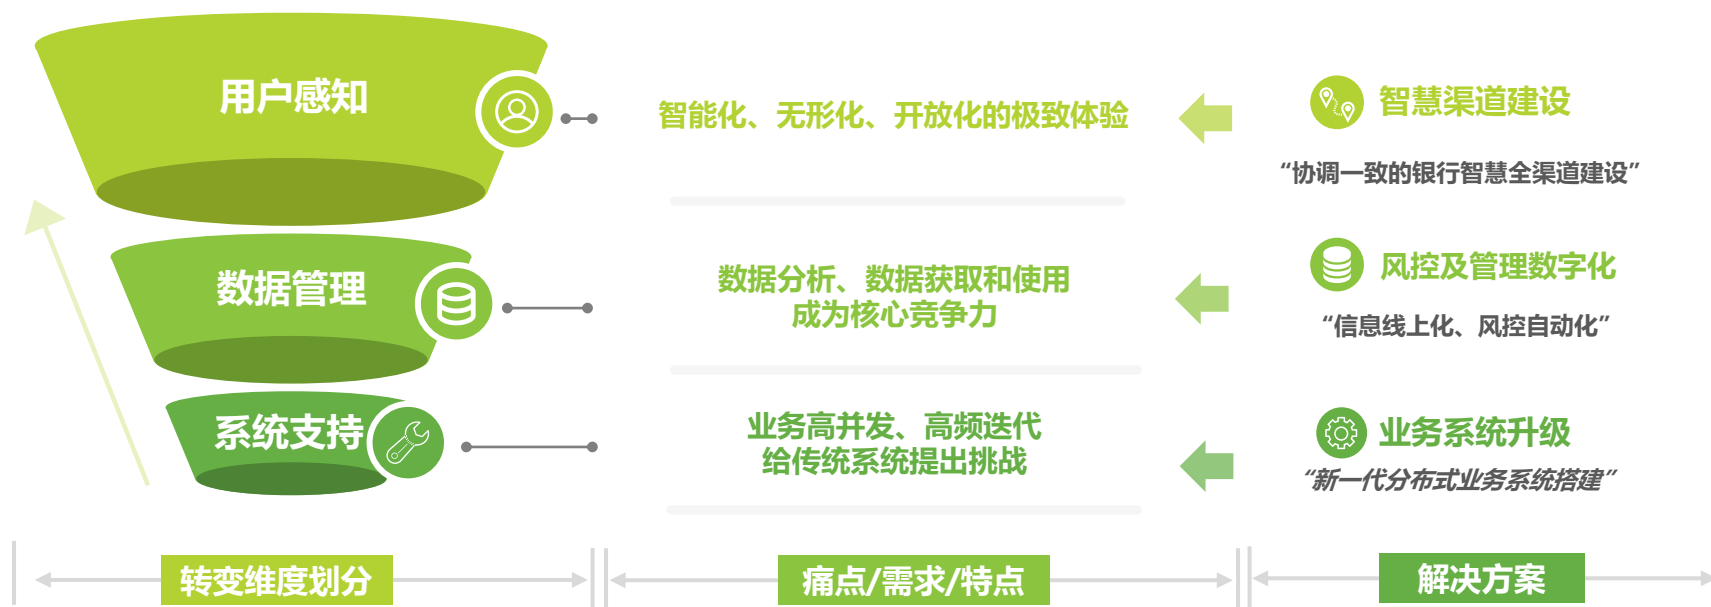 用户感知
智能化、无形化、开放化的极致体验
智慧渠道建设
“协调一致的银行智慧全渠道建设”
数据管理
数据分析、数据获取和使用
成为核心竞争力
风控及管理数字化
“信息线上化、风控自动化”
系统支持
业务高并发、高频迭代
给传统系统提出挑战
业务系统升级
“新一代分布式业务系统搭建”
转变维度划分
痛点/需求/特点
解决方案